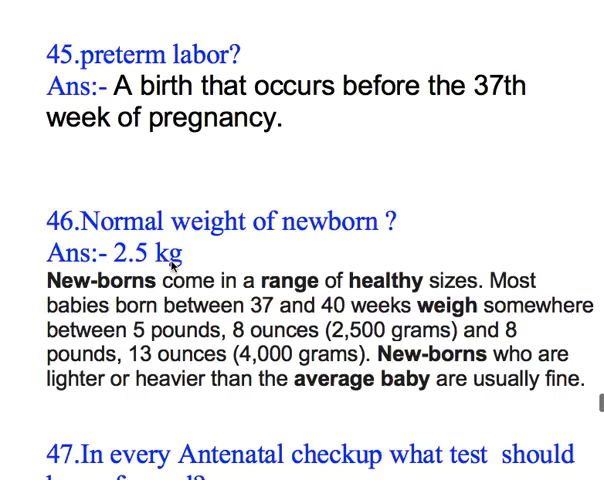 45.preterm labor?
Ans:- A birth that occurs before the 37th
week of pregnancy.
46.Normal weight of newborn ?
Ans:- 2.5 kg
New-borns come in a range of healthy sizes. Most
babies born between 37 and 40 weeks weigh somewhere
between 5 pounds, 8 ounces (2,500 grams) and 8
pounds, 13 ounces (4,000 grams). New-borns who are
lighter or heavier than the average baby are usually fine.
47.In every Antenatal checkup what test should